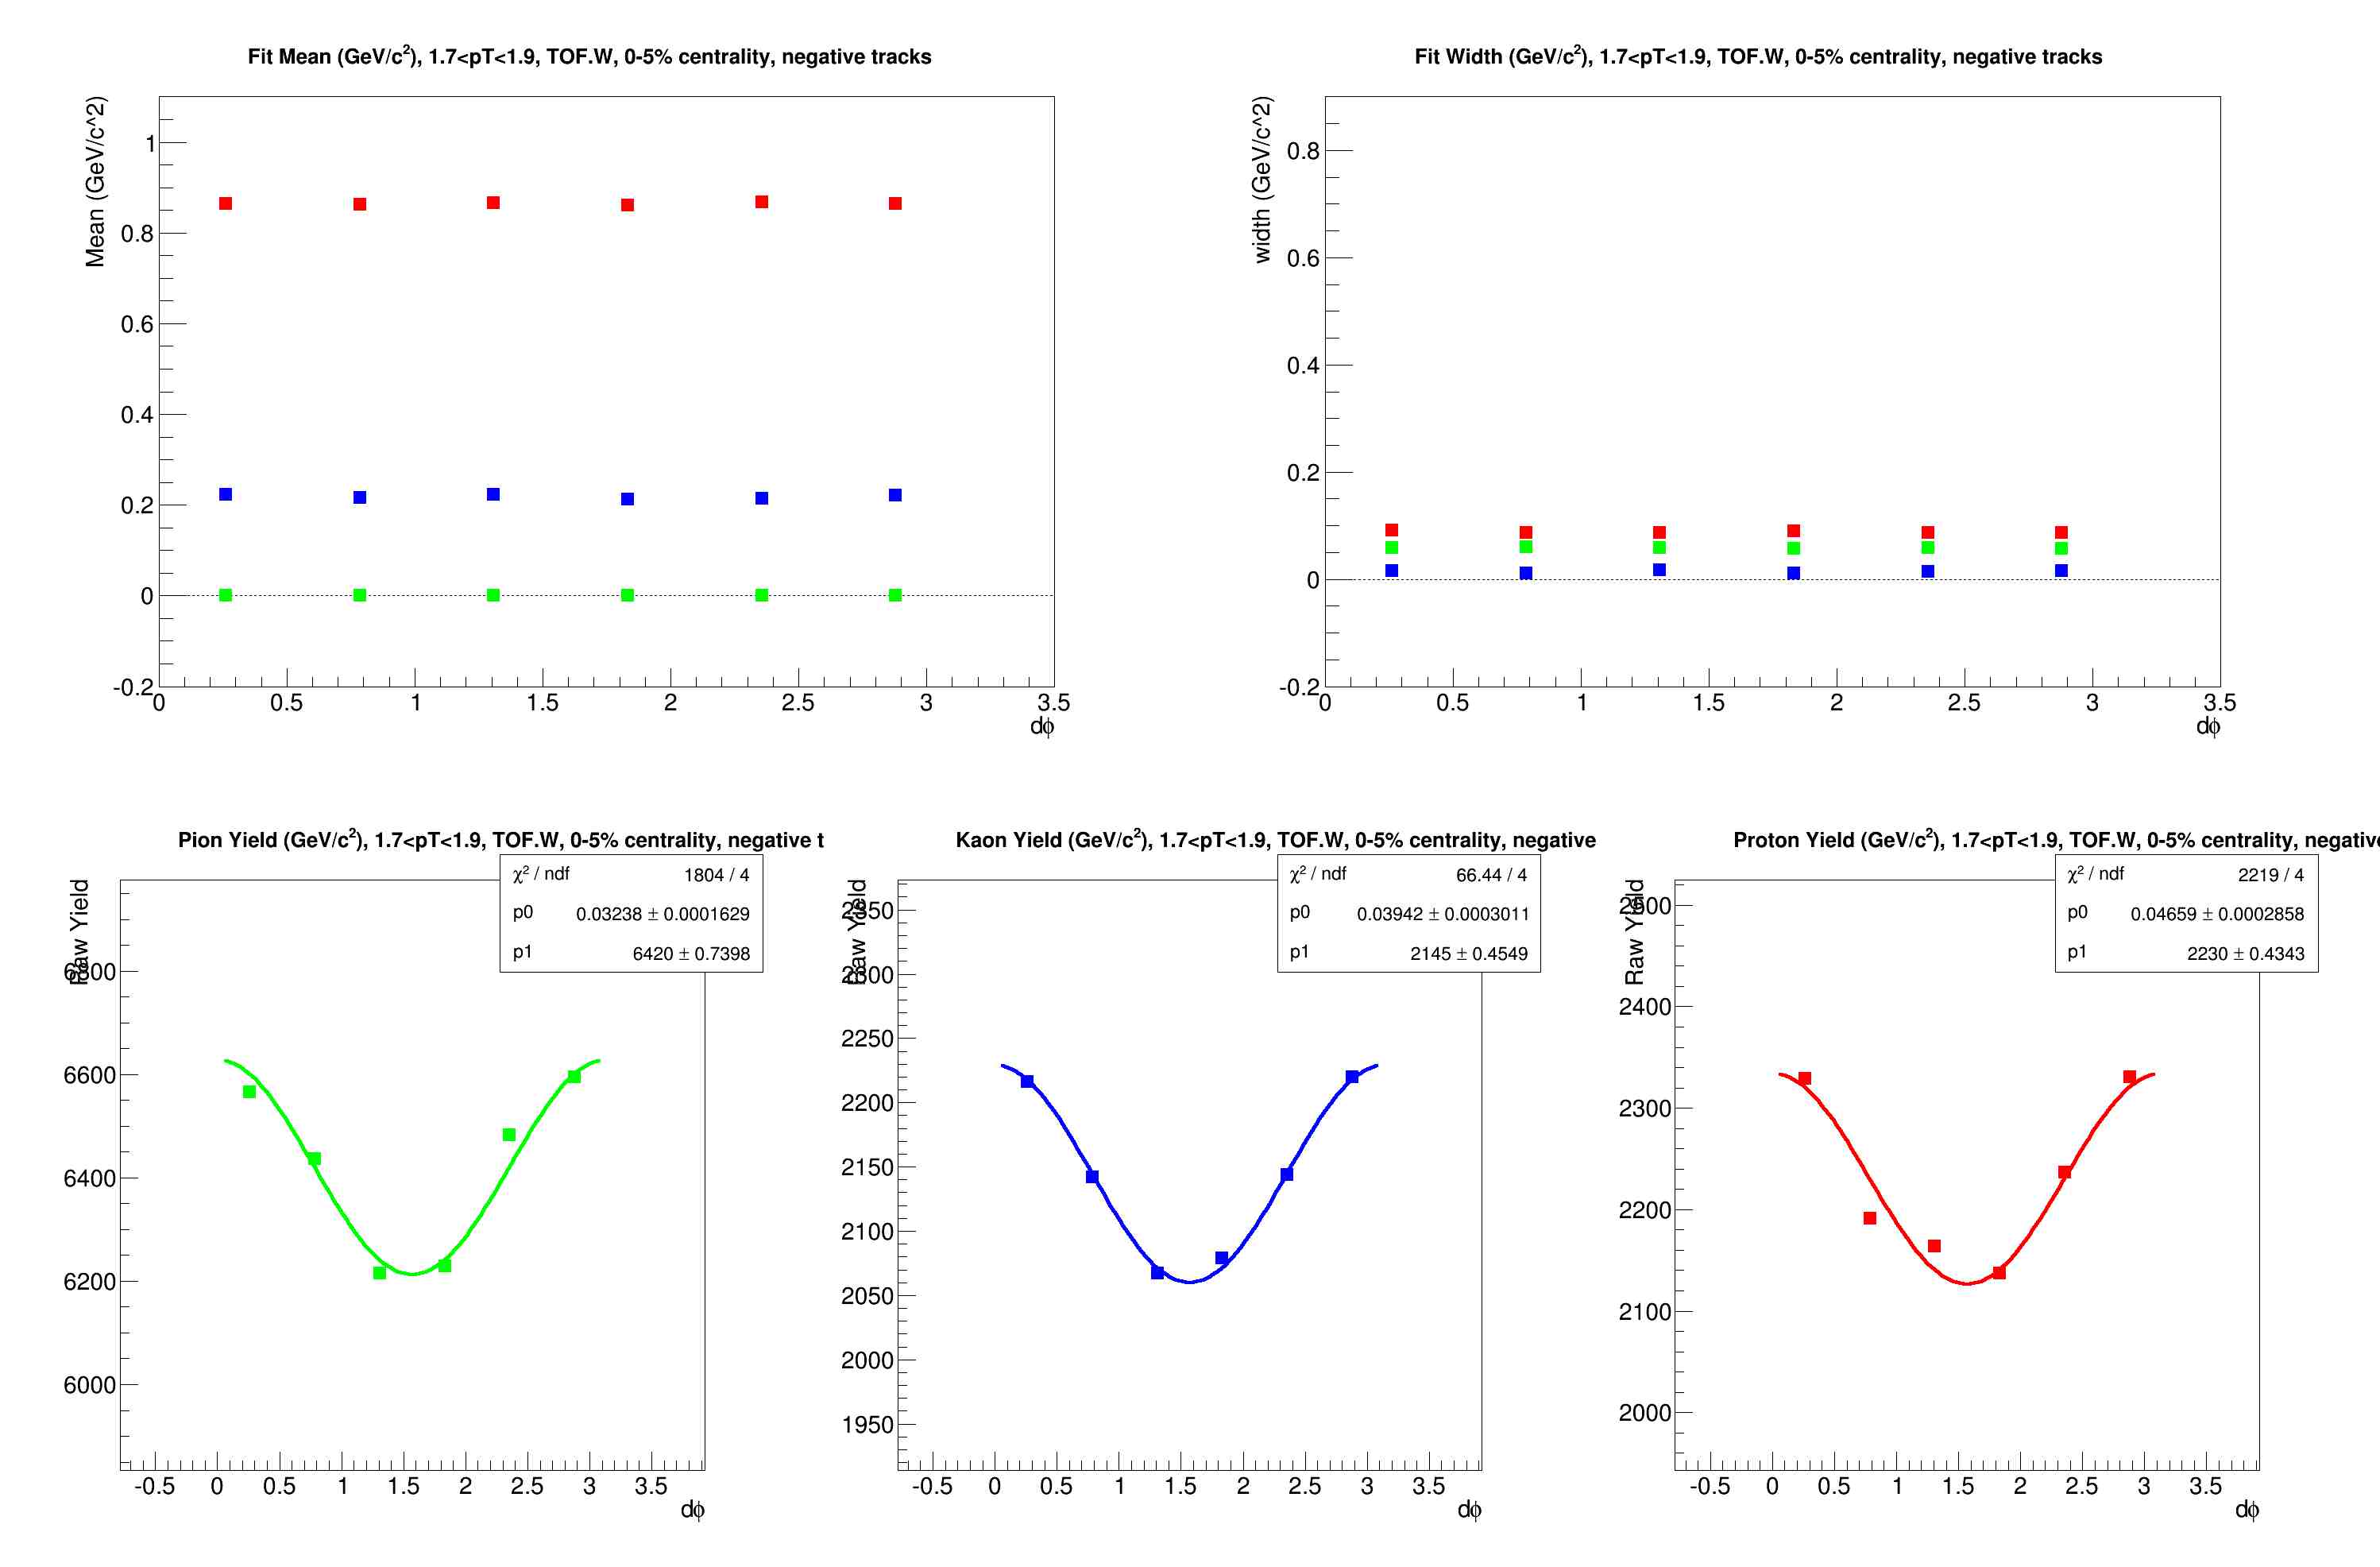 Fit Mean (GeV/c2), 1.7<pT<1.9, TOF.W, 0-5% centrality, negative tracks
Mean (GeV/c^2)
1
0.8
0.6
0.4
0.2
0
-0.2
0 0.5 1 1.5 2 2.5 3 3.5
dφ
Fit Width (GeV/c2), 1.7<pT<1.9, TOF.W, 0-5% centrality, negative tracks
width (GeV/c^2)
0.8
0.6
0.4
0.2
0
-0.2
0 0.5 1 1.5 2 2.5 3 3.5
dφ
Pion Yield (GeV/c2), 1.7<pT<1.9, TOF.W, 0-5% centrality, negative t
χ2 / ndf 1804 / 4
p0 0.03238 ± 0.0001629
p1 6420 ± 0.7398
Raw Yield
6800
6600
6400
6200
6000
-0.5 0 0.5 1 1.5 2 2.5 3 3.5
dφ
Kaon Yield (GeV/c2), 1.7<pT<1.9, TOF.W, 0-5% centrality, negative
χ2 / ndf 66.44 / 4
p0 0.03942 ± 0.0003011
p1 2145 ± 0.4549
Raw Yield
2350
2300
2250
2200
2150
2100
2050
2000
1950
-0.5 0 0.5 1 1.5 2 2.5 3 3.5
dφ
Proton Yield (GeV/c2), 1.7<pT<1.9, TOF.W, 0-5% centrality, negative
χ2 / ndf 2219 / 4
p0 0.04659 ± 0.0002858
p1 2230 ± 0.4343
Raw Yield
2500
2400
2300
2200
2100
2000
-0.5 0 0.5 1 1.5 2 2.5 3 3.5
dφ